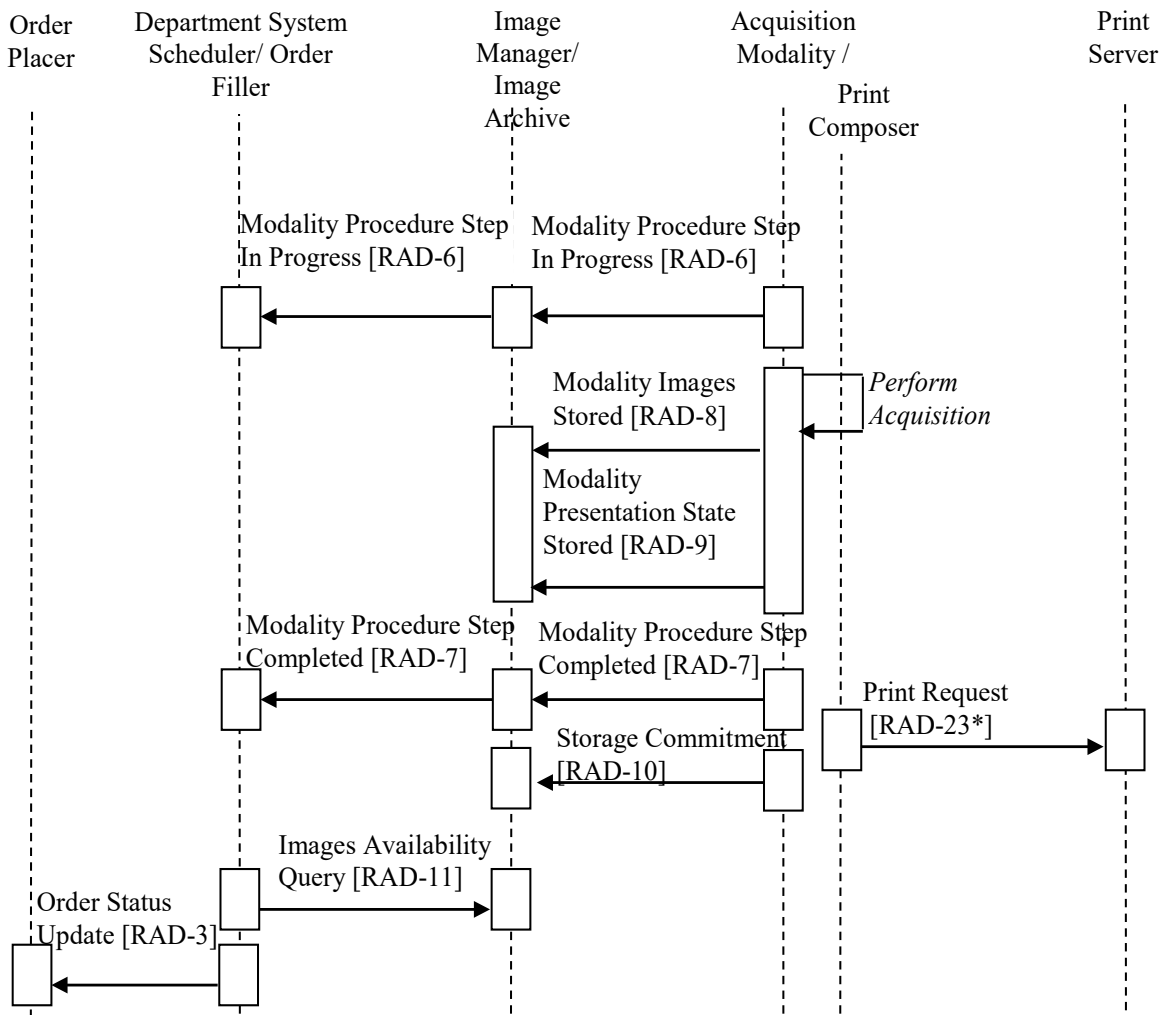 Order
Placer
Department System
Scheduler/ Order
Filler
Image
Manager/
Image
Archive
Acquisition
Modality /
Print
Composer
Print
Server
Modality Procedure Step
In Progress [RAD-6]
Modality Procedure Step
In Progress [RAD-6]
Perform
Acquisition
Modality Images
Stored [RAD-8]
Modality
Presentation State
Stored [RAD-9]
Modality Procedure Step
Completed [RAD-7]
Modality Procedure Step
Completed [RAD-7]
Print Request
[RAD-23*]
Storage Commitment
[RAD-10]
Images Availability
Query [RAD-11]
Order Status
Update [RAD-3]